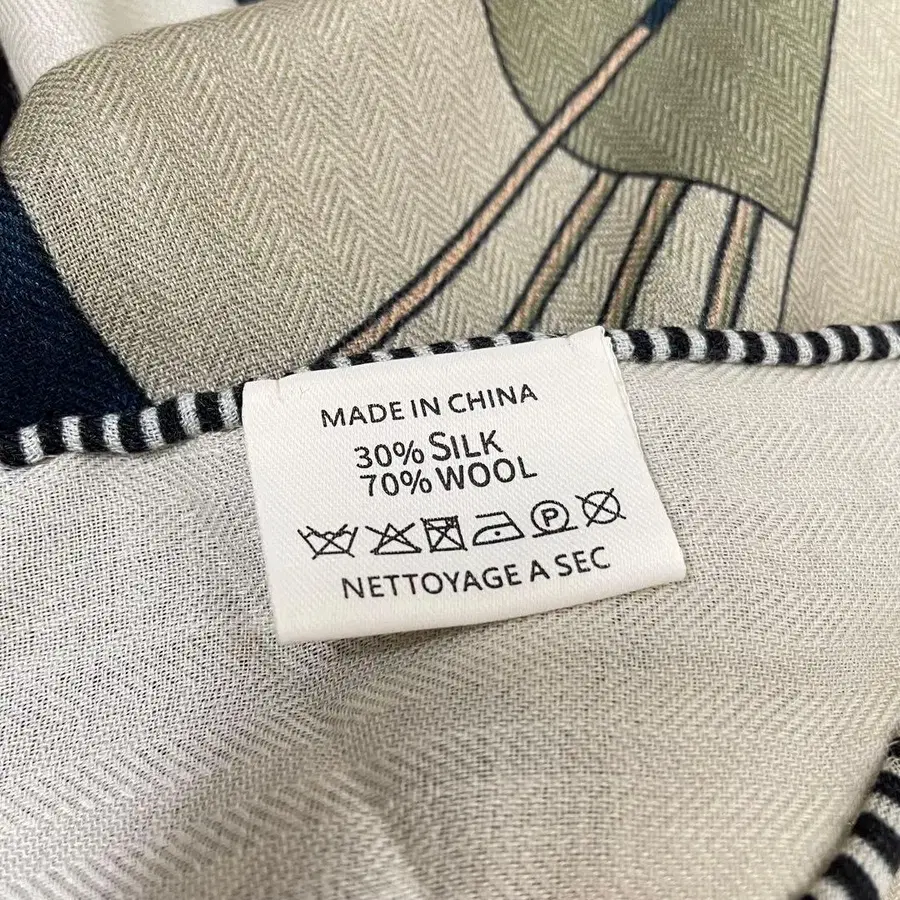 MADE IN CHINA
30% SILK
70% WOOL
P
NETTOYAGE A SEC